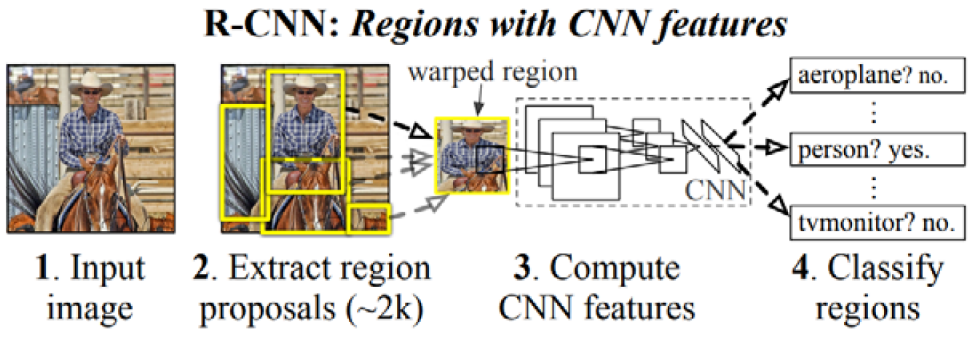 R-CNN: Regions with CNN features
warped region
aeroplane? no.
person? yes.
tvmonitor? no.
CNN
1. Input
image
2. Extract region
proposals (~2k)
3. Compute
CNN features
4. Classify
regions